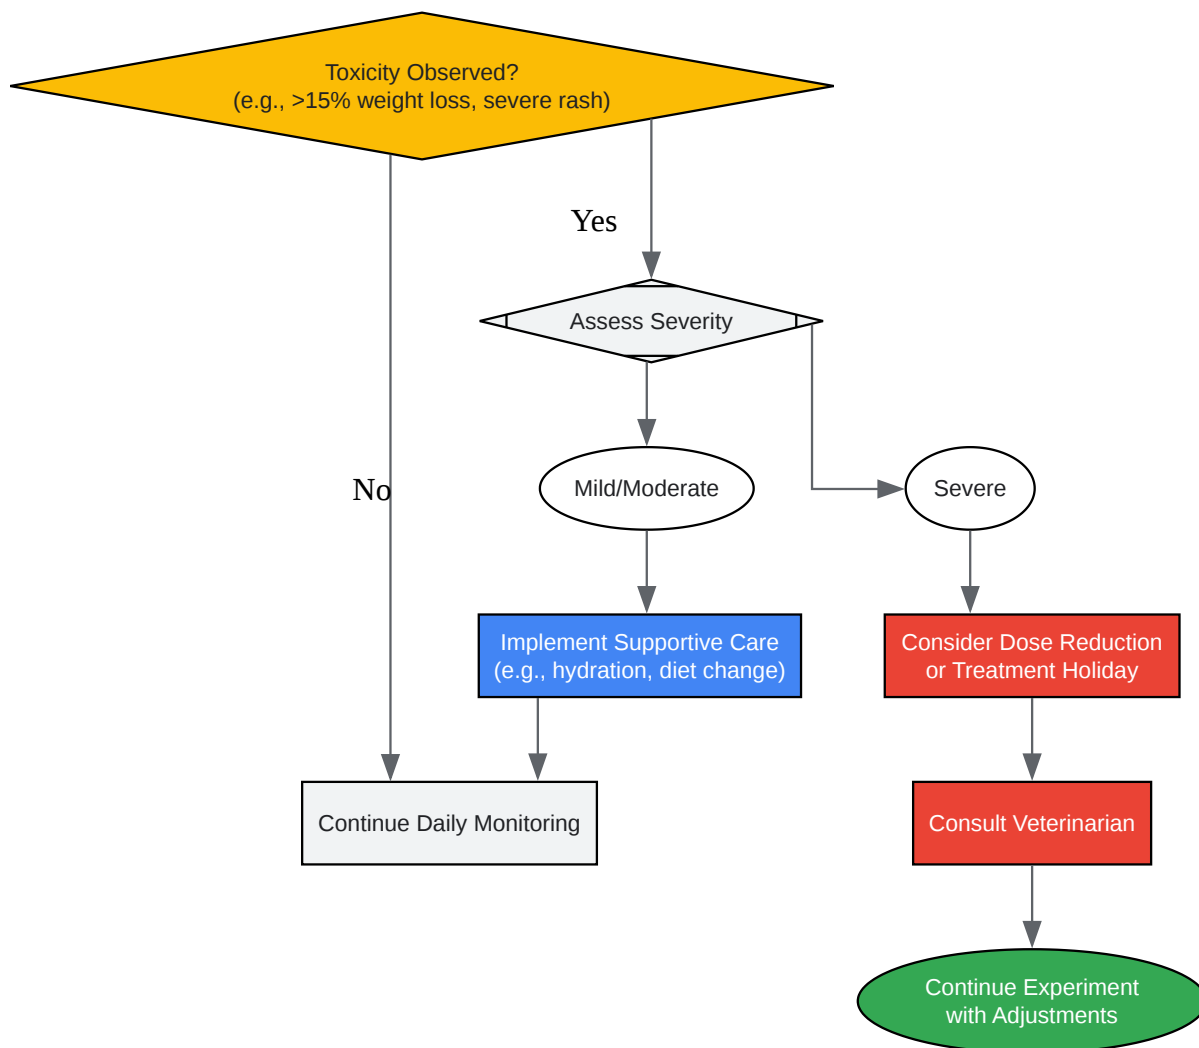 Toxicity Observed?
(e.g., >15% weight loss, severe rash)
Yes
Assess Severity
No
Mild/Moderate
Severe
Implement Supportive Care
(e.g., hydration, diet change)
Consider Dose Reduction
or Treatment Holiday
Continue Daily Monitoring
Consult Veterinarian
Continue Experiment
with Adjustments